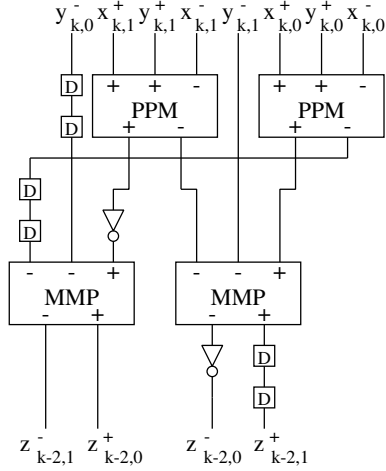 y⁻k,0 x⁺k,1 y⁺k,1 x⁻k,1 y⁻k,1 x⁺k,0 y⁺k,0 x⁻k,0
D + + - + + -
D PPM PPM
+ - + -
D
D
- - + - - +
MMP MMP
- + - +
D
D
z⁻k-2,1 z⁺k-2,0 z⁻k-2,0 z⁺k-2,1